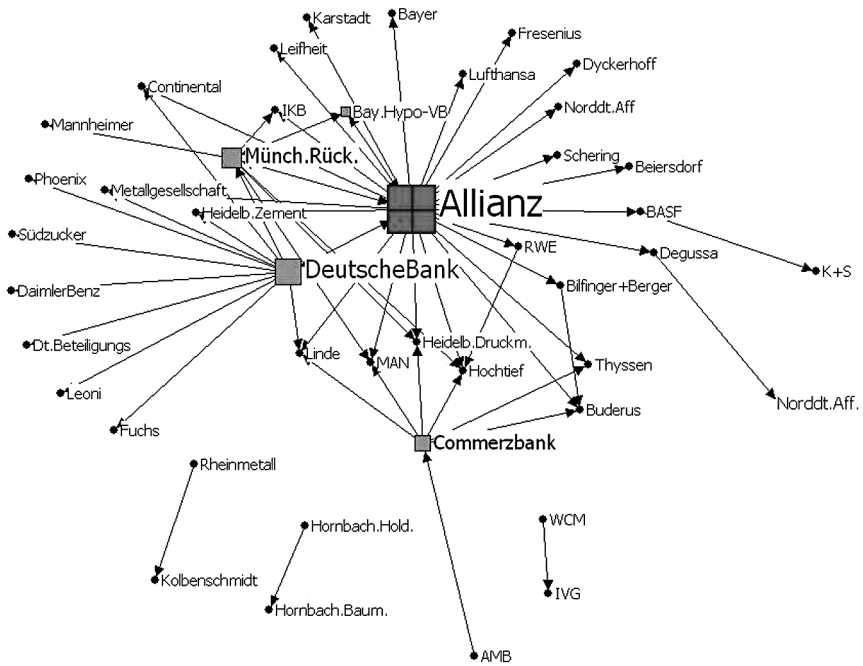 Karstadt
Bayer
Leifheit
Fresenius
Continental
Lufthansa
Dyckerhoff
IKB
Bay.Hypo-VB
Norddt.Aff
Mannheimer
Münch.Rück.
Schering
Beiersdorf
Phoenix
Metallgesellschaft
Allianz
Heidelb.Zement
BASF
Südzucker
RWE
Degussa
DeutscheBank
K+S
DaimlerBenz
Bilfinger+Berger
Dt.Beteiligungs
Linde
MAN
Heidelb.Druckm.
Hochtief
Thyssen
Leoni
Buderus
Norddt.Aff.
Fuchs
Commerzbank
Rheinmetall
Hornbach.Hold.
WCM
Kolbenschmidt
IVG
Hornbach.Baum.
AMB